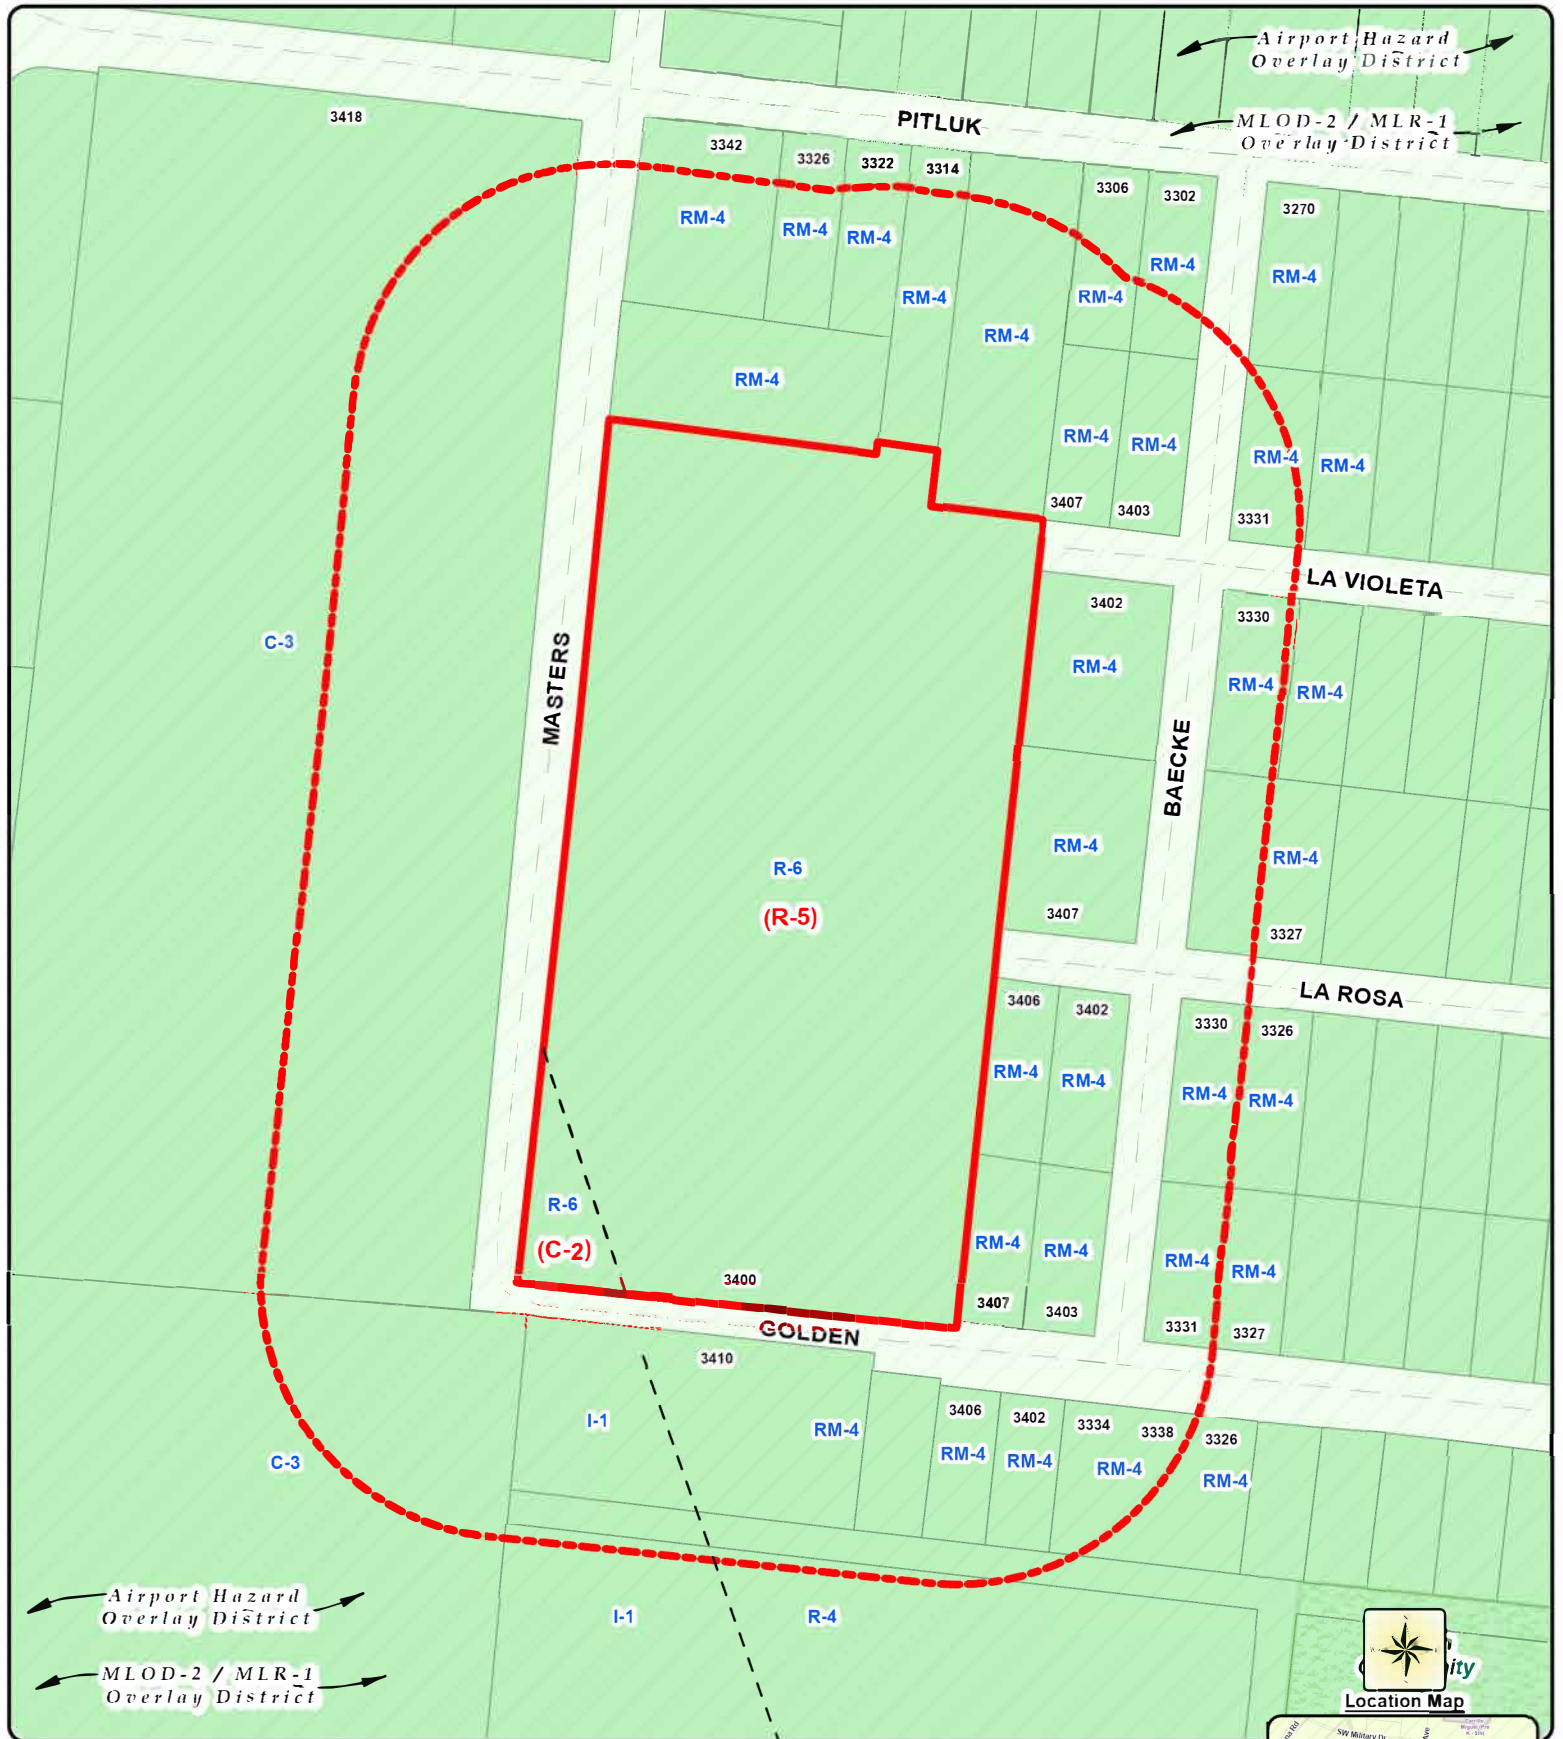 Airport Hazard
Overlay District
MLOD-2 / MLR-1
Overlay District
PITLUK
3418
3342
3326
3322
3314
3306
3302
3270
RM-4
RM-4
RM-4
RM-4
RM-4
RM-4
RM-4
RM-4
RM-4
RM-4
RM-4
RM-4
RM-4
3407
3403
3331
LA VIOLETA
3402
3330
C-3
MASTERS
RM-4
RM-4
RM-4
BAECKE
RM-4
RM-4
R-6
(R-5)
3407
3327
LA ROSA
3406
3402
3330
3326
RM-4
RM-4
RM-4
RM-4
R-6
(C-2)
RM-4
RM-4
RM-4
RM-4
3400
3407
3403
3331
3327
GOLDEN
3410
3406
3402
3334
3338
3326
I-1
RM-4
RM-4
RM-4
RM-4
RM-4
C-3
Airport Hazard
Overlay District
I-1
R-4
MLOD-2 / MLR-1
Overlay District
Location Map
SW Military Dr